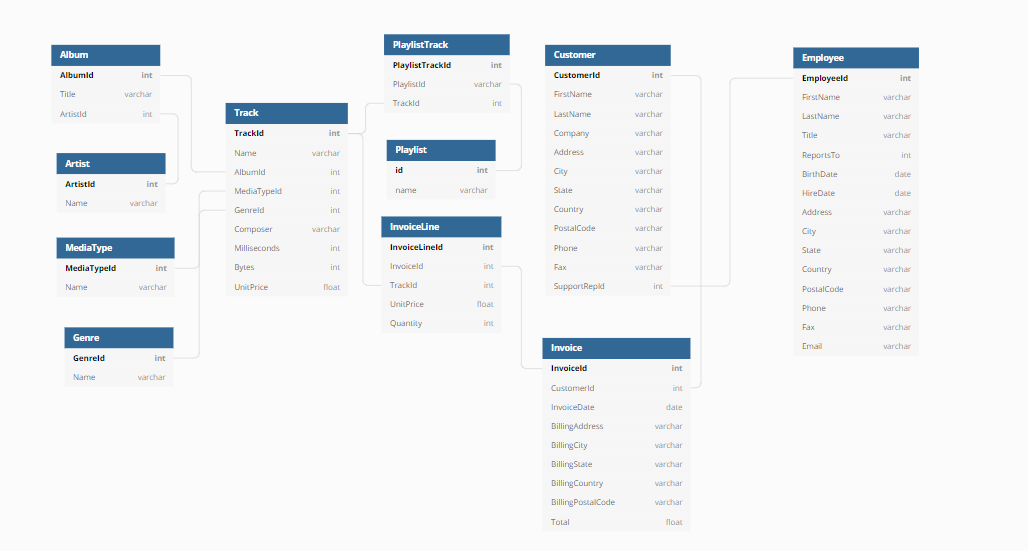 Album
AlbumId int
Title varchar
ArtistId int
Artist
ArtistId int
Name varchar
MediaType
MediaTypeId int
Name varchar
Genre
GenreId int
Name varchar
Track
TrackId int
Name varchar
AlbumId int
MediaTypeId int
GenreId int
Composer varchar
Milliseconds int
Bytes int
UnitPrice float
PlaylistTrack
PlaylistTrackId int
PlaylistId varchar
TrackId int
Playlist
id int
name varchar
InvoiceLine
InvoiceLineId int
InvoiceId int
TrackId int
UnitPrice float
Quantity int
Customer
CustomerId int
FirstName varchar
LastName varchar
Company varchar
Address varchar
City varchar
State varchar
Country varchar
PostalCode varchar
Phone varchar
Fax varchar
SupportRepId int
Invoice
InvoiceId int
CustomerId int
InvoiceDate date
BillingAddress varchar
BillingCity varchar
BillingState varchar
BillingCountry varchar
BillingPostalCode varchar
Total float
Employee
EmployeeId int
FirstName varchar
LastName varchar
Title varchar
ReportsTo int
BirthDate date
HireDate date
Address varchar
City varchar
State varchar
Country varchar
PostalCode varchar
Phone varchar
Fax varchar
Email varchar